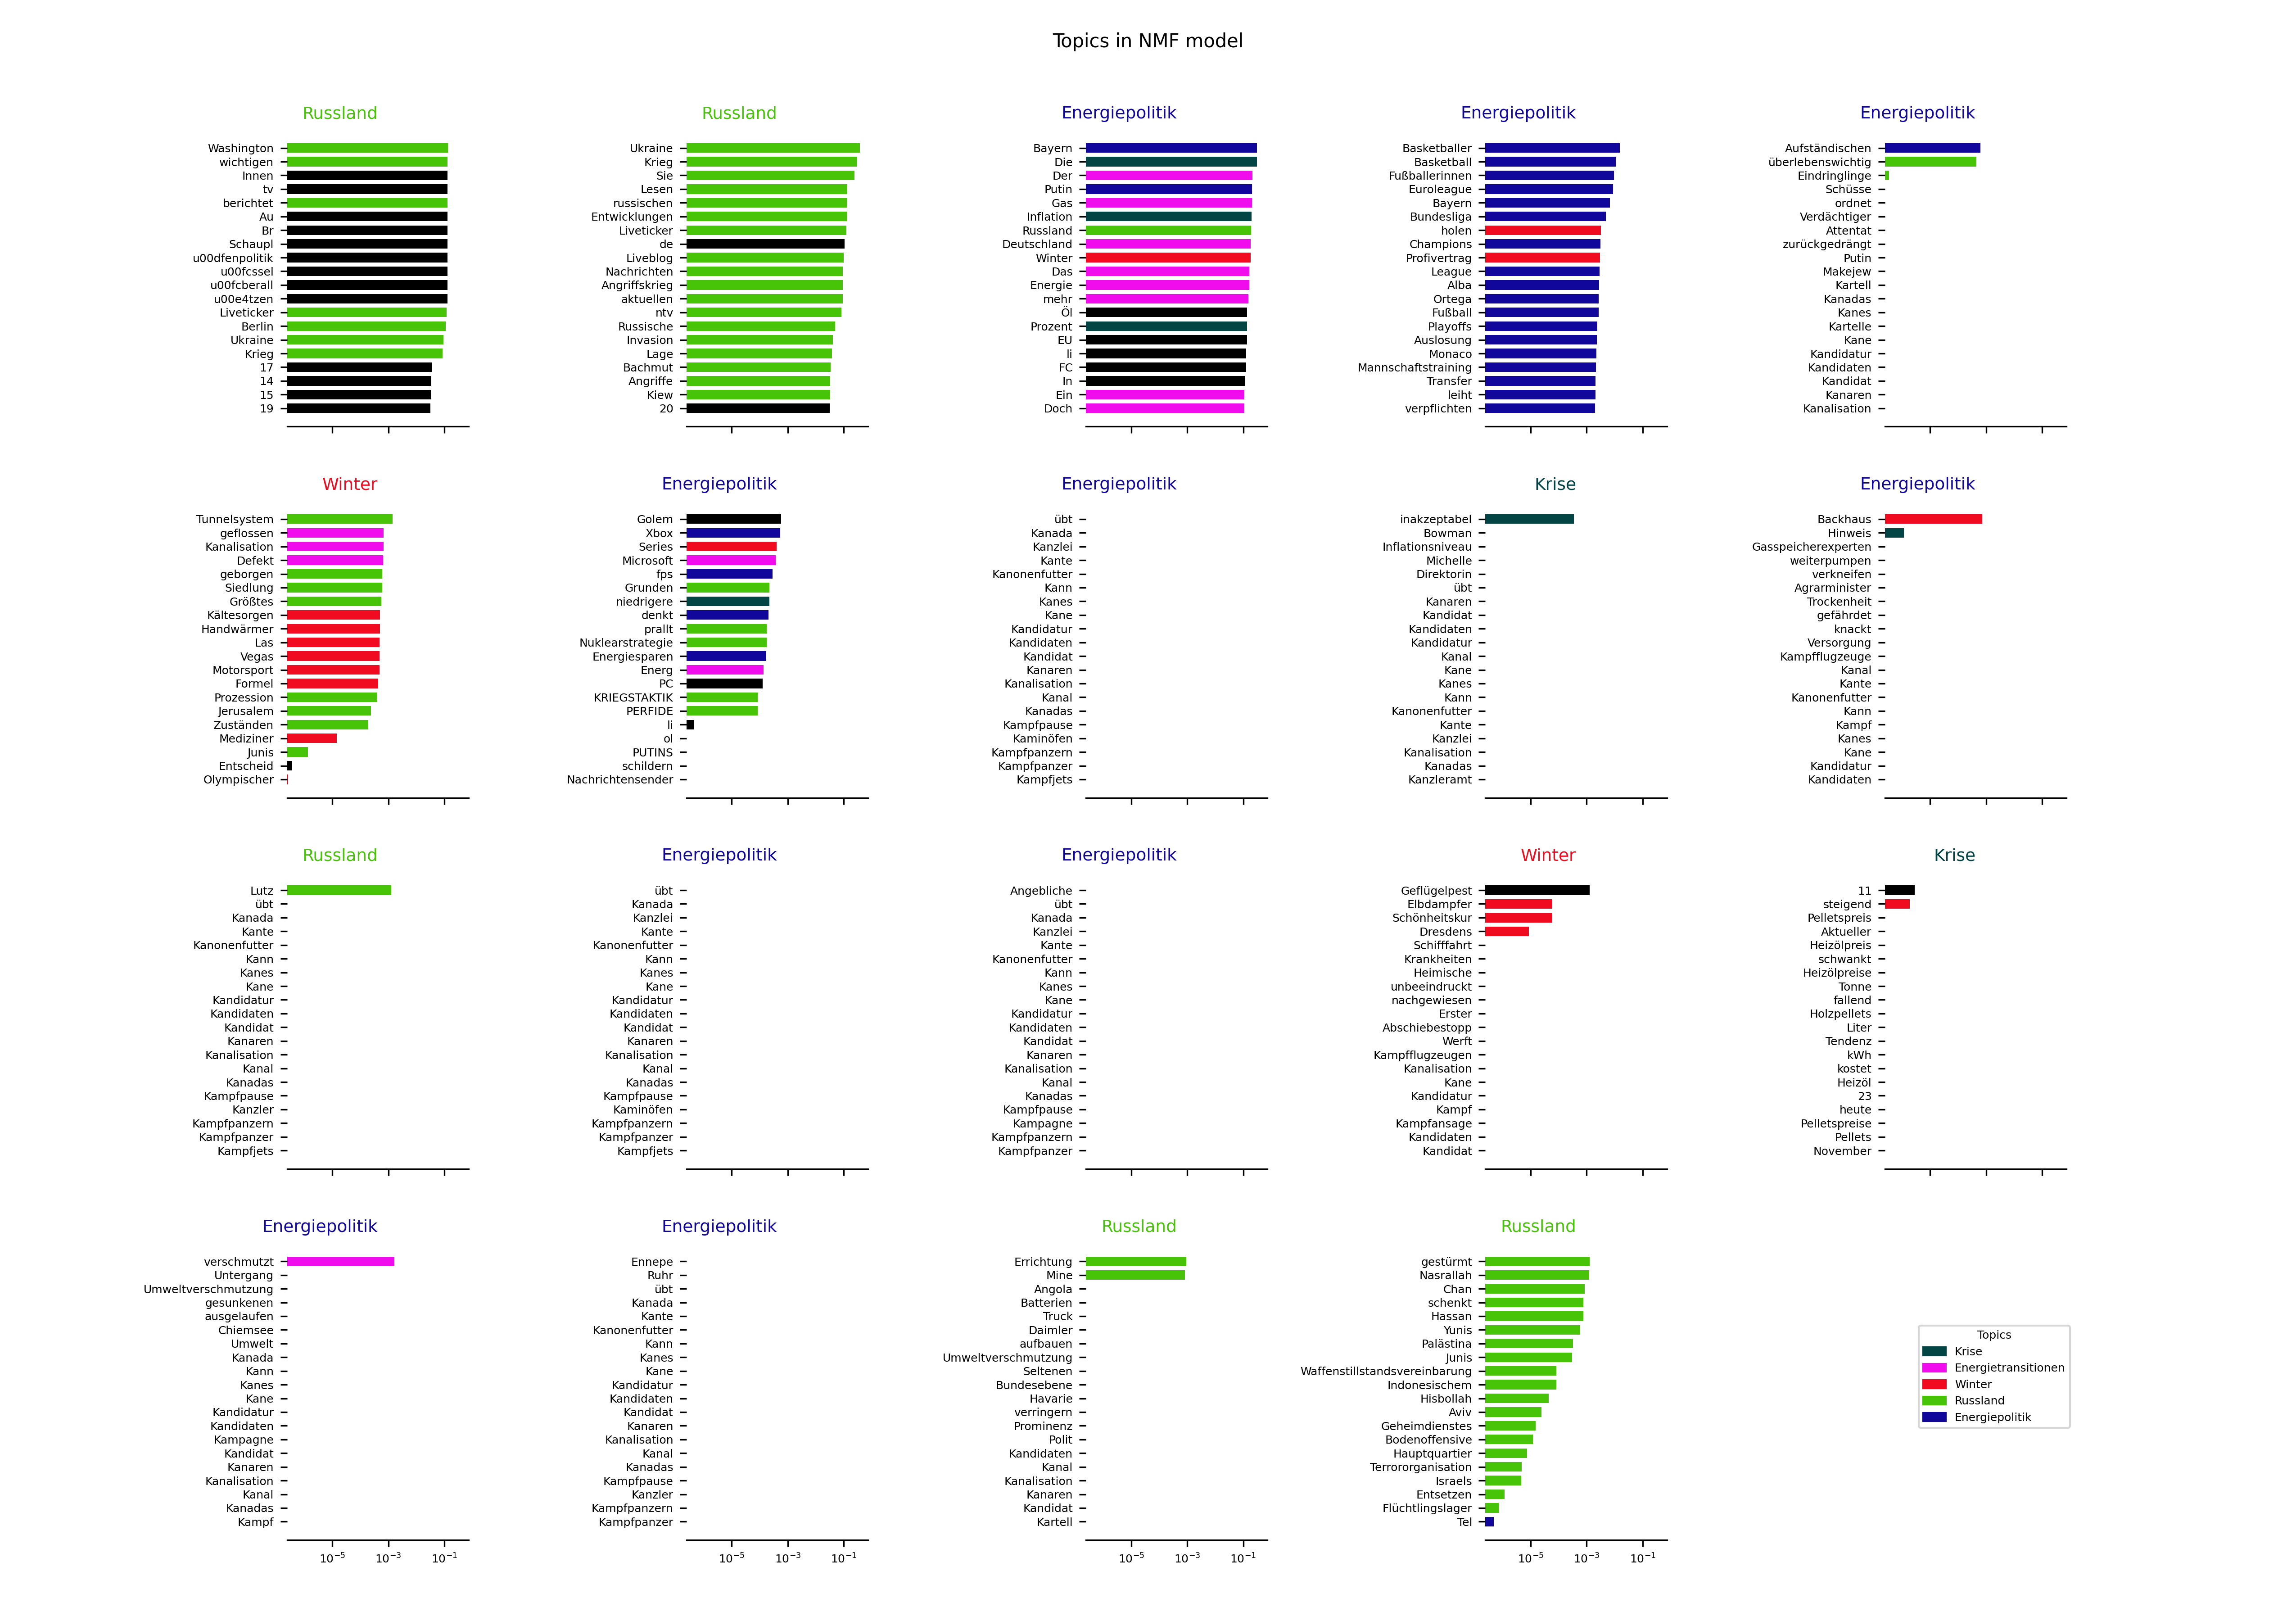 Topics in NMF model
Russland
Washington
wichtigen
Innen
tv
berichtet
Au
Br
Schaupl
u00dfenpolitik
u00fcssel
u00fcberall
u00e4tzen
Liveticker
Berlin
Ukraine
Krieg
17
14
15
19
Russland
Ukraine
Krieg
Sie
Lesen
russischen
Entwicklungen
Liveticker
de
Liveblog
Nachrichten
Angriffskrieg
aktuellen
ntv
Russische
Invasion
Lage
Bachmut
Angriffe
Kiew
20
Energiepolitik
Bayern
Die
Der
Putin
Gas
Inflation
Russland
Deutschland
Winter
Das
Energie
mehr
Öl
Prozent
EU
li
FC
In
Ein
Doch
Energiepolitik
Basketballer
Basketball
Fußballerinnen
Euroleague
Bayern
Bundesliga
holen
Champions
Profivertrag
League
Alba
Ortega
Fußball
Playoffs
Auslosung
Monaco
Mannschaftstraining
Transfer
leiht
verpflichten
Energiepolitik
Aufständischen
überlebenswichtig
Eindringlinge
Schüsse
ordnet
Verdächtiger
Attentat
zurückgedrängt
Putin
Makejew
Kartell
Kanadas
Kanes
Kartelle
Kane
Kandidatur
Kandidaten
Kandidat
Kanaren
Kanalisation
Winter
Tunnelsystem
geflossen
Kanalisation
Defekt
geborgen
Siedlung
Größtes
Kältesorgen
Handwärmer
Las
Vegas
Motorsport
Formel
Prozession
Jerusalem
Zuständen
Mediziner
Junis
Entscheid
Olympischer
Energiepolitik
Golem
Xbox
Series
Microsoft
fps
Grunden
niedrigere
denkt
prallt
Nuklearstrategie
Energiesparen
Energ
PC
KRIEGSTAKTIK
PERFIDE
li
ol
PUTINS
schildern
Nachrichtensender
Energiepolitik
übt
Kanada
Kanzlei
Kante
Kanonenfutter
Kann
Kanes
Kane
Kandidatur
Kandidaten
Kandidat
Kanaren
Kanalisation
Kanal
Kanadas
Kampfpause
Kaminöfen
Kampfpanzern
Kampfpanzer
Kampfjets
Krise
inakzeptabel
Bowman
Inflationsniveau
Michelle
Direktorin
übt
Kanaren
Kandidat
Kandidaten
Kandidatur
Kanal
Kane
Kanes
Kann
Kanonenfutter
Kante
Kanzlei
Kanalisation
Kanadas
Kanzleramt
Energiepolitik
Backhaus
Hinweis
Gasspeicherexperten
weiterpumpen
verkneifen
Agrarminister
Trockenheit
gefährdet
knackt
Versorgung
Kampfflugzeuge
Kanal
Kante
Kanonenfutter
Kann
Kampf
Kanes
Kane
Kandidatur
Kandidaten
Russland
Lutz
übt
Kanada
Kante
Kanonenfutter
Kann
Kanes
Kane
Kandidatur
Kandidaten
Kandidat
Kanaren
Kanalisation
Kanal
Kanadas
Kampfpause
Kanzler
Kampfpanzern
Kampfpanzer
Kampfjets
Energiepolitik
übt
Kanada
Kanzlei
Kante
Kanonenfutter
Kann
Kanes
Kane
Kandidatur
Kandidaten
Kandidat
Kanaren
Kanalisation
Kanal
Kanadas
Kampfpause
Kaminöfen
Kampfpanzern
Kampfpanzer
Kampfjets
Energiepolitik
Angebliche
übt
Kanada
Kanzlei
Kante
Kanonenfutter
Kann
Kanes
Kane
Kandidatur
Kandidaten
Kandidat
Kanaren
Kanalisation
Kanal
Kanadas
Kampfpause
Kampagne
Kampfpanzern
Kampfpanzer
Winter
Geflügelpest
Elbdampfer
Schönheitskur
Dresdens
Schifffahrt
Krankheiten
Heimische
unbeeindruckt
nachgewiesen
Erster
Abschiebestopp
Werft
Kampfflugzeugen
Kanalisation
Kane
Kandidatur
Kampf
Kampfansage
Kandidaten
Kandidat
Krise
11
steigend
Pelletspreis
Aktueller
Heizölpreis
schwankt
Heizölpreise
Tonne
fallend
Holzpellets
Liter
Tendenz
kWh
kostet
Heizöl
23
heute
Pelletspreise
Pellets
November
Energiepolitik
verschmutzt
Untergang
Umweltverschmutzung
gesunkenen
ausgelaufen
Chiemsee
Umwelt
Kanada
Kann
Kanes
Kane
Kandidatur
Kandidaten
Kampagne
Kandidat
Kanaren
Kanalisation
Kanal
Kanadas
Kampf
10⁻⁵ 10⁻³ 10⁻¹
Energiepolitik
Ennepe
Ruhr
übt
Kanada
Kante
Kanonenfutter
Kann
Kanes
Kane
Kandidatur
Kandidaten
Kandidat
Kanaren
Kanalisation
Kanal
Kanadas
Kampfpause
Kanzler
Kampfpanzern
Kampfpanzer
10⁻⁵ 10⁻³ 10⁻¹
Russland
Errichtung
Mine
Angola
Batterien
Truck
Daimler
aufbauen
Umweltverschmutzung
Seltenen
Bundesebene
Havarie
verringern
Prominenz
Polit
Kandidaten
Kanal
Kanalisation
Kanaren
Kandidat
Kartell
10⁻⁵ 10⁻³ 10⁻¹
Russland
gestürmt
Nasrallah
Chan
schenkt
Hassan
Yunis
Palästina
Junis
Waffenstillstandsvereinbarung
Indonesischem
Hisbollah
Aviv
Geheimdienstes
Bodenoffensive
Hauptquartier
Terrororganisation
Israels
Entsetzen
Flüchtlingslager
Tel
10⁻⁵ 10⁻³ 10⁻¹
Topics
Krise
Energietransitionen
Winter
Russland
Energiepolitik